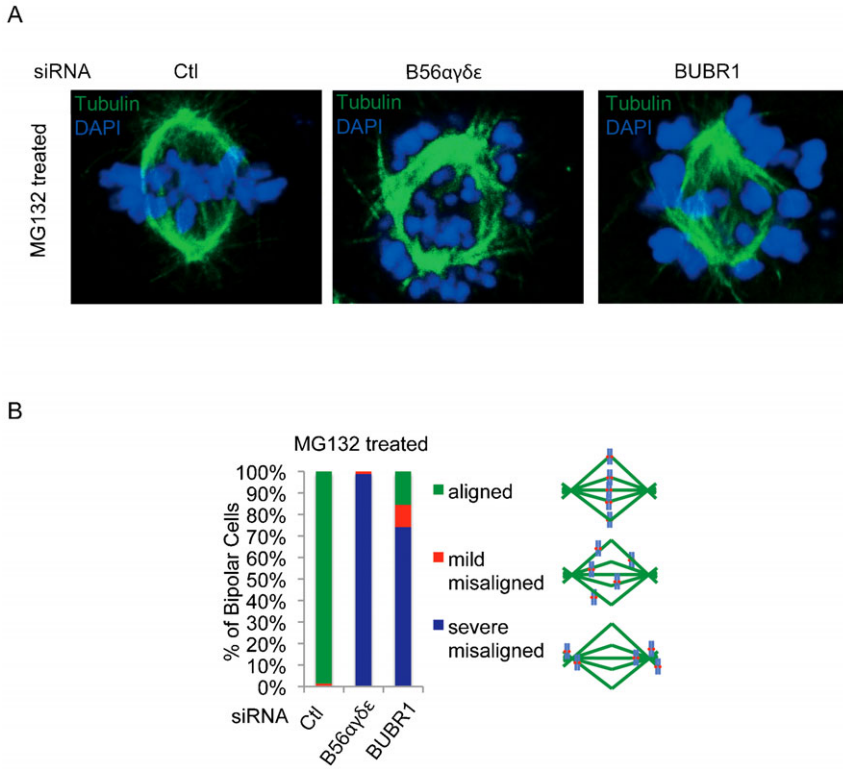 A
siRNA Ctl B56αγδε BUBR1
Tubulin Tubulin Tubulin
DAPI DAPI DAPI
MG132 treated
B
MG132 treated
% of Bipolar Cells
100%
90%
80%
70%
60%
50%
40%
30%
20%
10%
0%
siRNA Ctl B56αγδε BUBR1
aligned
mild
misaligned
severe
misaligned